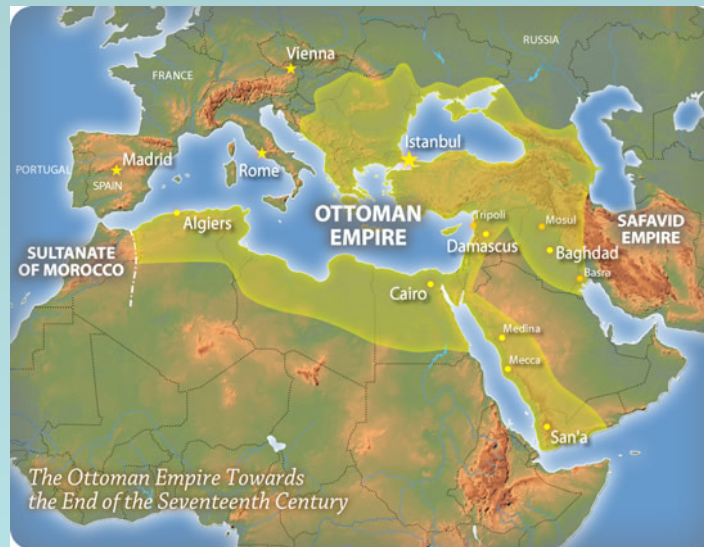 RUSSIA
Vienna
FRANCE
Istanbul
PORTUGAL
Madrid
SPAIN
Rome
OTTOMAN
EMPIRE
Algiers
Tripoli
Mosul
SAFAVID
EMPIRE
Damascus
Baghdad
SULTANATE
OF MOROCCO
Basra
Cairo
Medina
Mecca
San'a
The Ottoman Empire Towards
the End of the Seventeenth Century